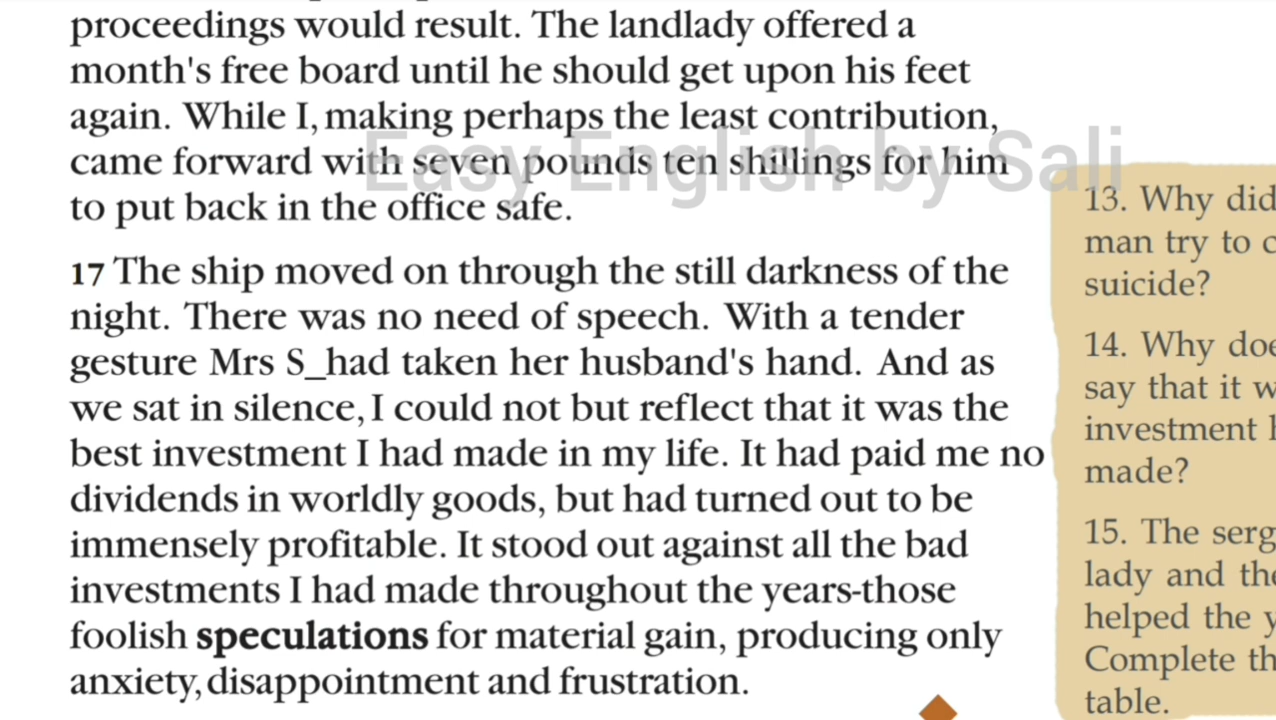 proceedings would result. The landlady offered a
month's free board until he should get upon his feet
again. While I, making perhaps the least contribution,
came forward with seven pounds ten shillings for him
to put back in the office safe.
Easy English by Sali
17 The ship moved on through the still darkness of the
night. There was no need of speech. With a tender
gesture Mrs S_had taken her husband's hand. And as
we sat in silence, I could not but reflect that it was the
best investment I had made in my life. It had paid me no
dividends in worldly goods, but had turned out to be
immensely profitable. It stood out against all the bad
investments I had made throughout the years-those
foolish speculations for material gain, producing only
anxiety, disappointment and frustration.
13. Why did
man try to
suicide?
14. Why
say that it
investment
made?
15. The
lady and
helped the
Complete
table.